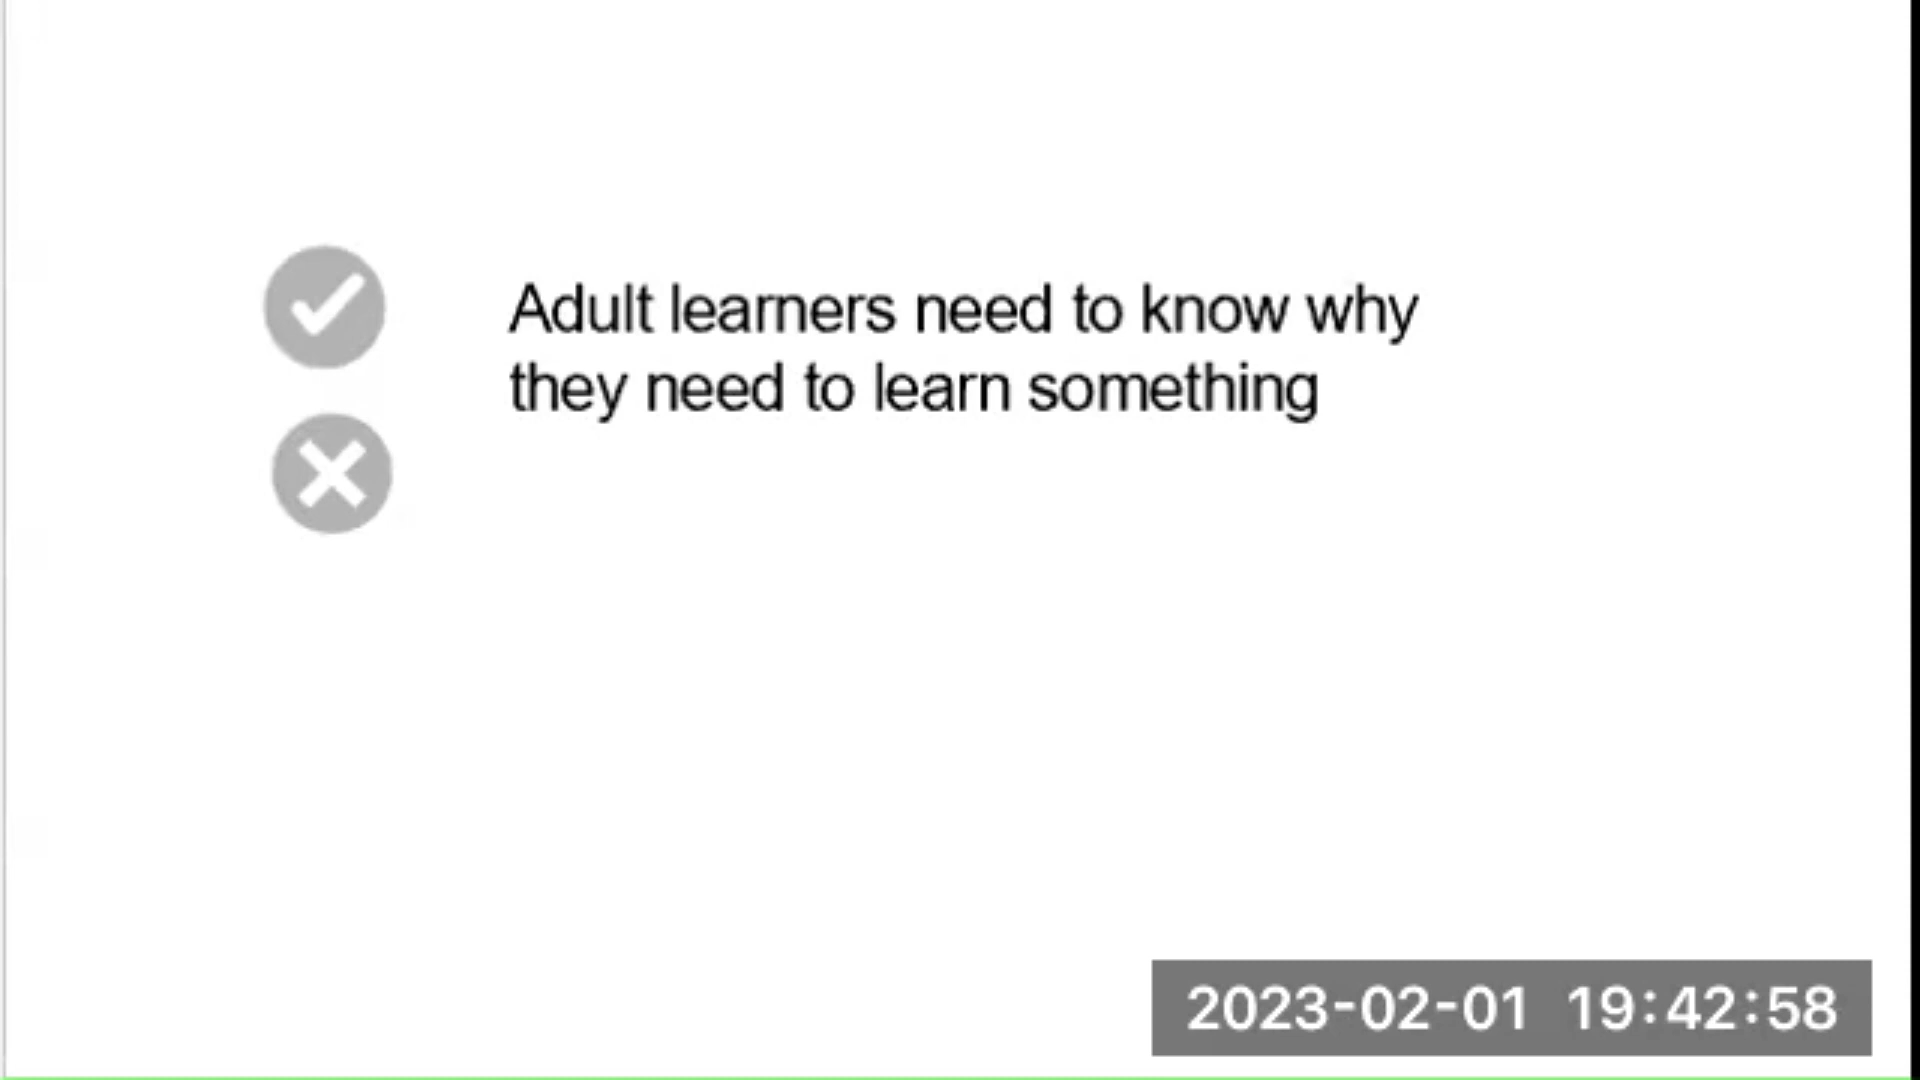 Adult learners need to know why
they need to learn something
2023-02-01 19:42:58